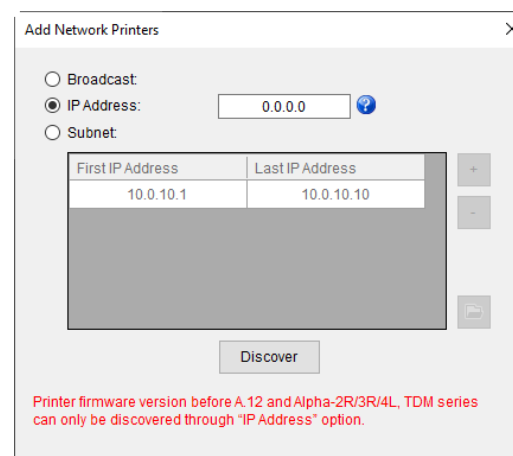 Add Network Printers
Broadcast:
IP Address: 0.0.0.0 ?
Subnet:
First IP Address Last IP Address
10.0.10.1 10.0.10.10
+
-
Discover
Printer firmware version before A.12 and Alpha-2R/3R/4L, TDM series
can only be discovered through “IP Address” option.